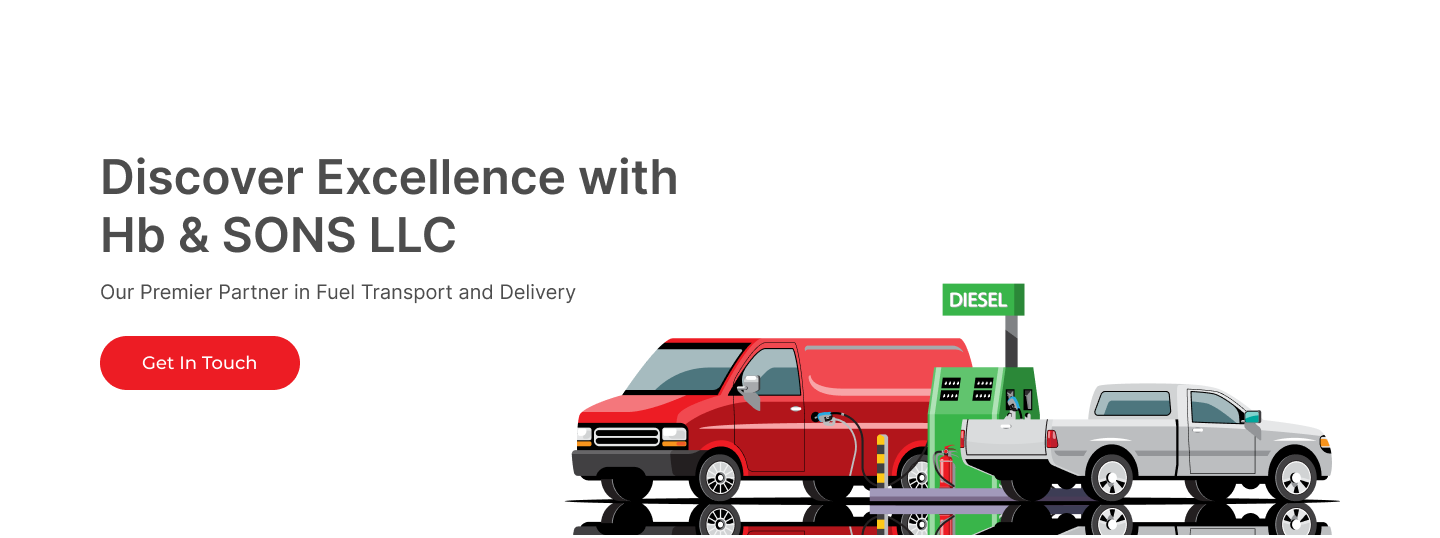 Discover Excellence with
Hb & SONS LLC
Our Premier Partner in Fuel Transport and Delivery
Get In Touch
DIESEL